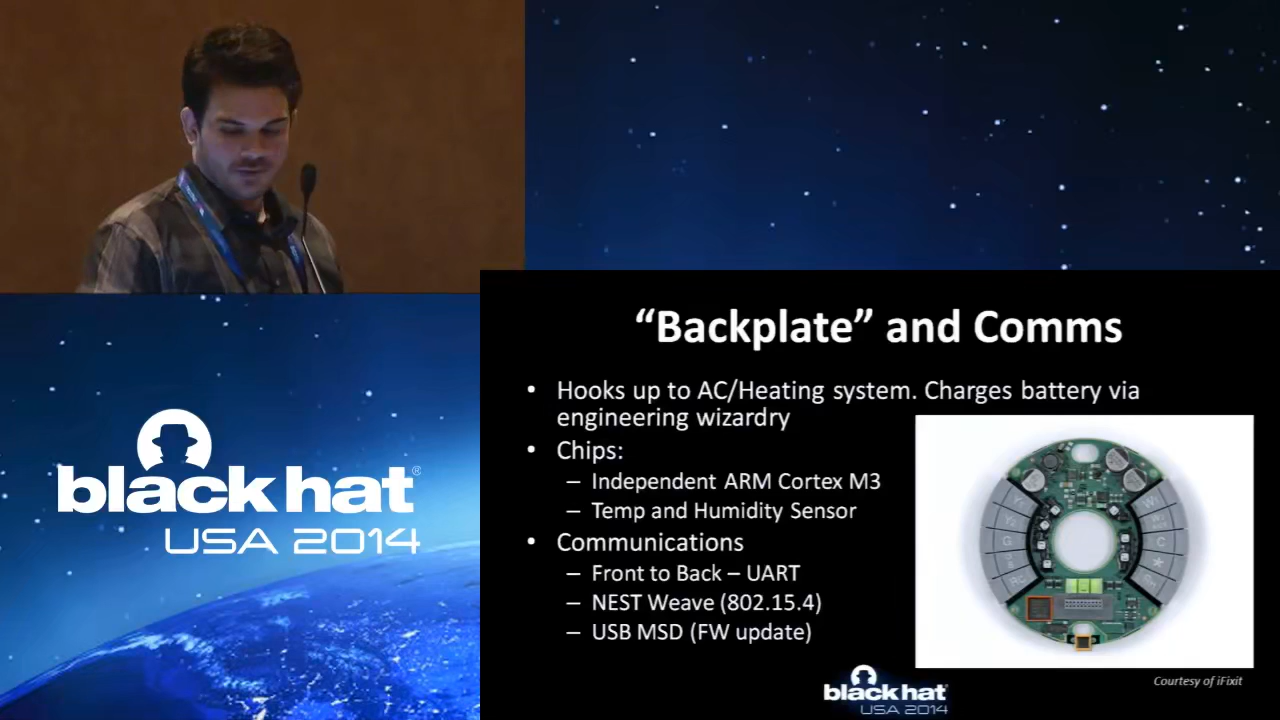 “Backplate” and Comms
• Hooks up to AC/Heating system. Charges battery via
engineering wizardry
• Chips:
– Independent ARM Cortex M3
– Temp and Humidity Sensor
• Communications
– Front to Back – UART
– NEST Weave (802.15.4)
– USB MSD (FW update)
Courtesy of iFixit
black hat®
USA 2014
black hat
USA 2014